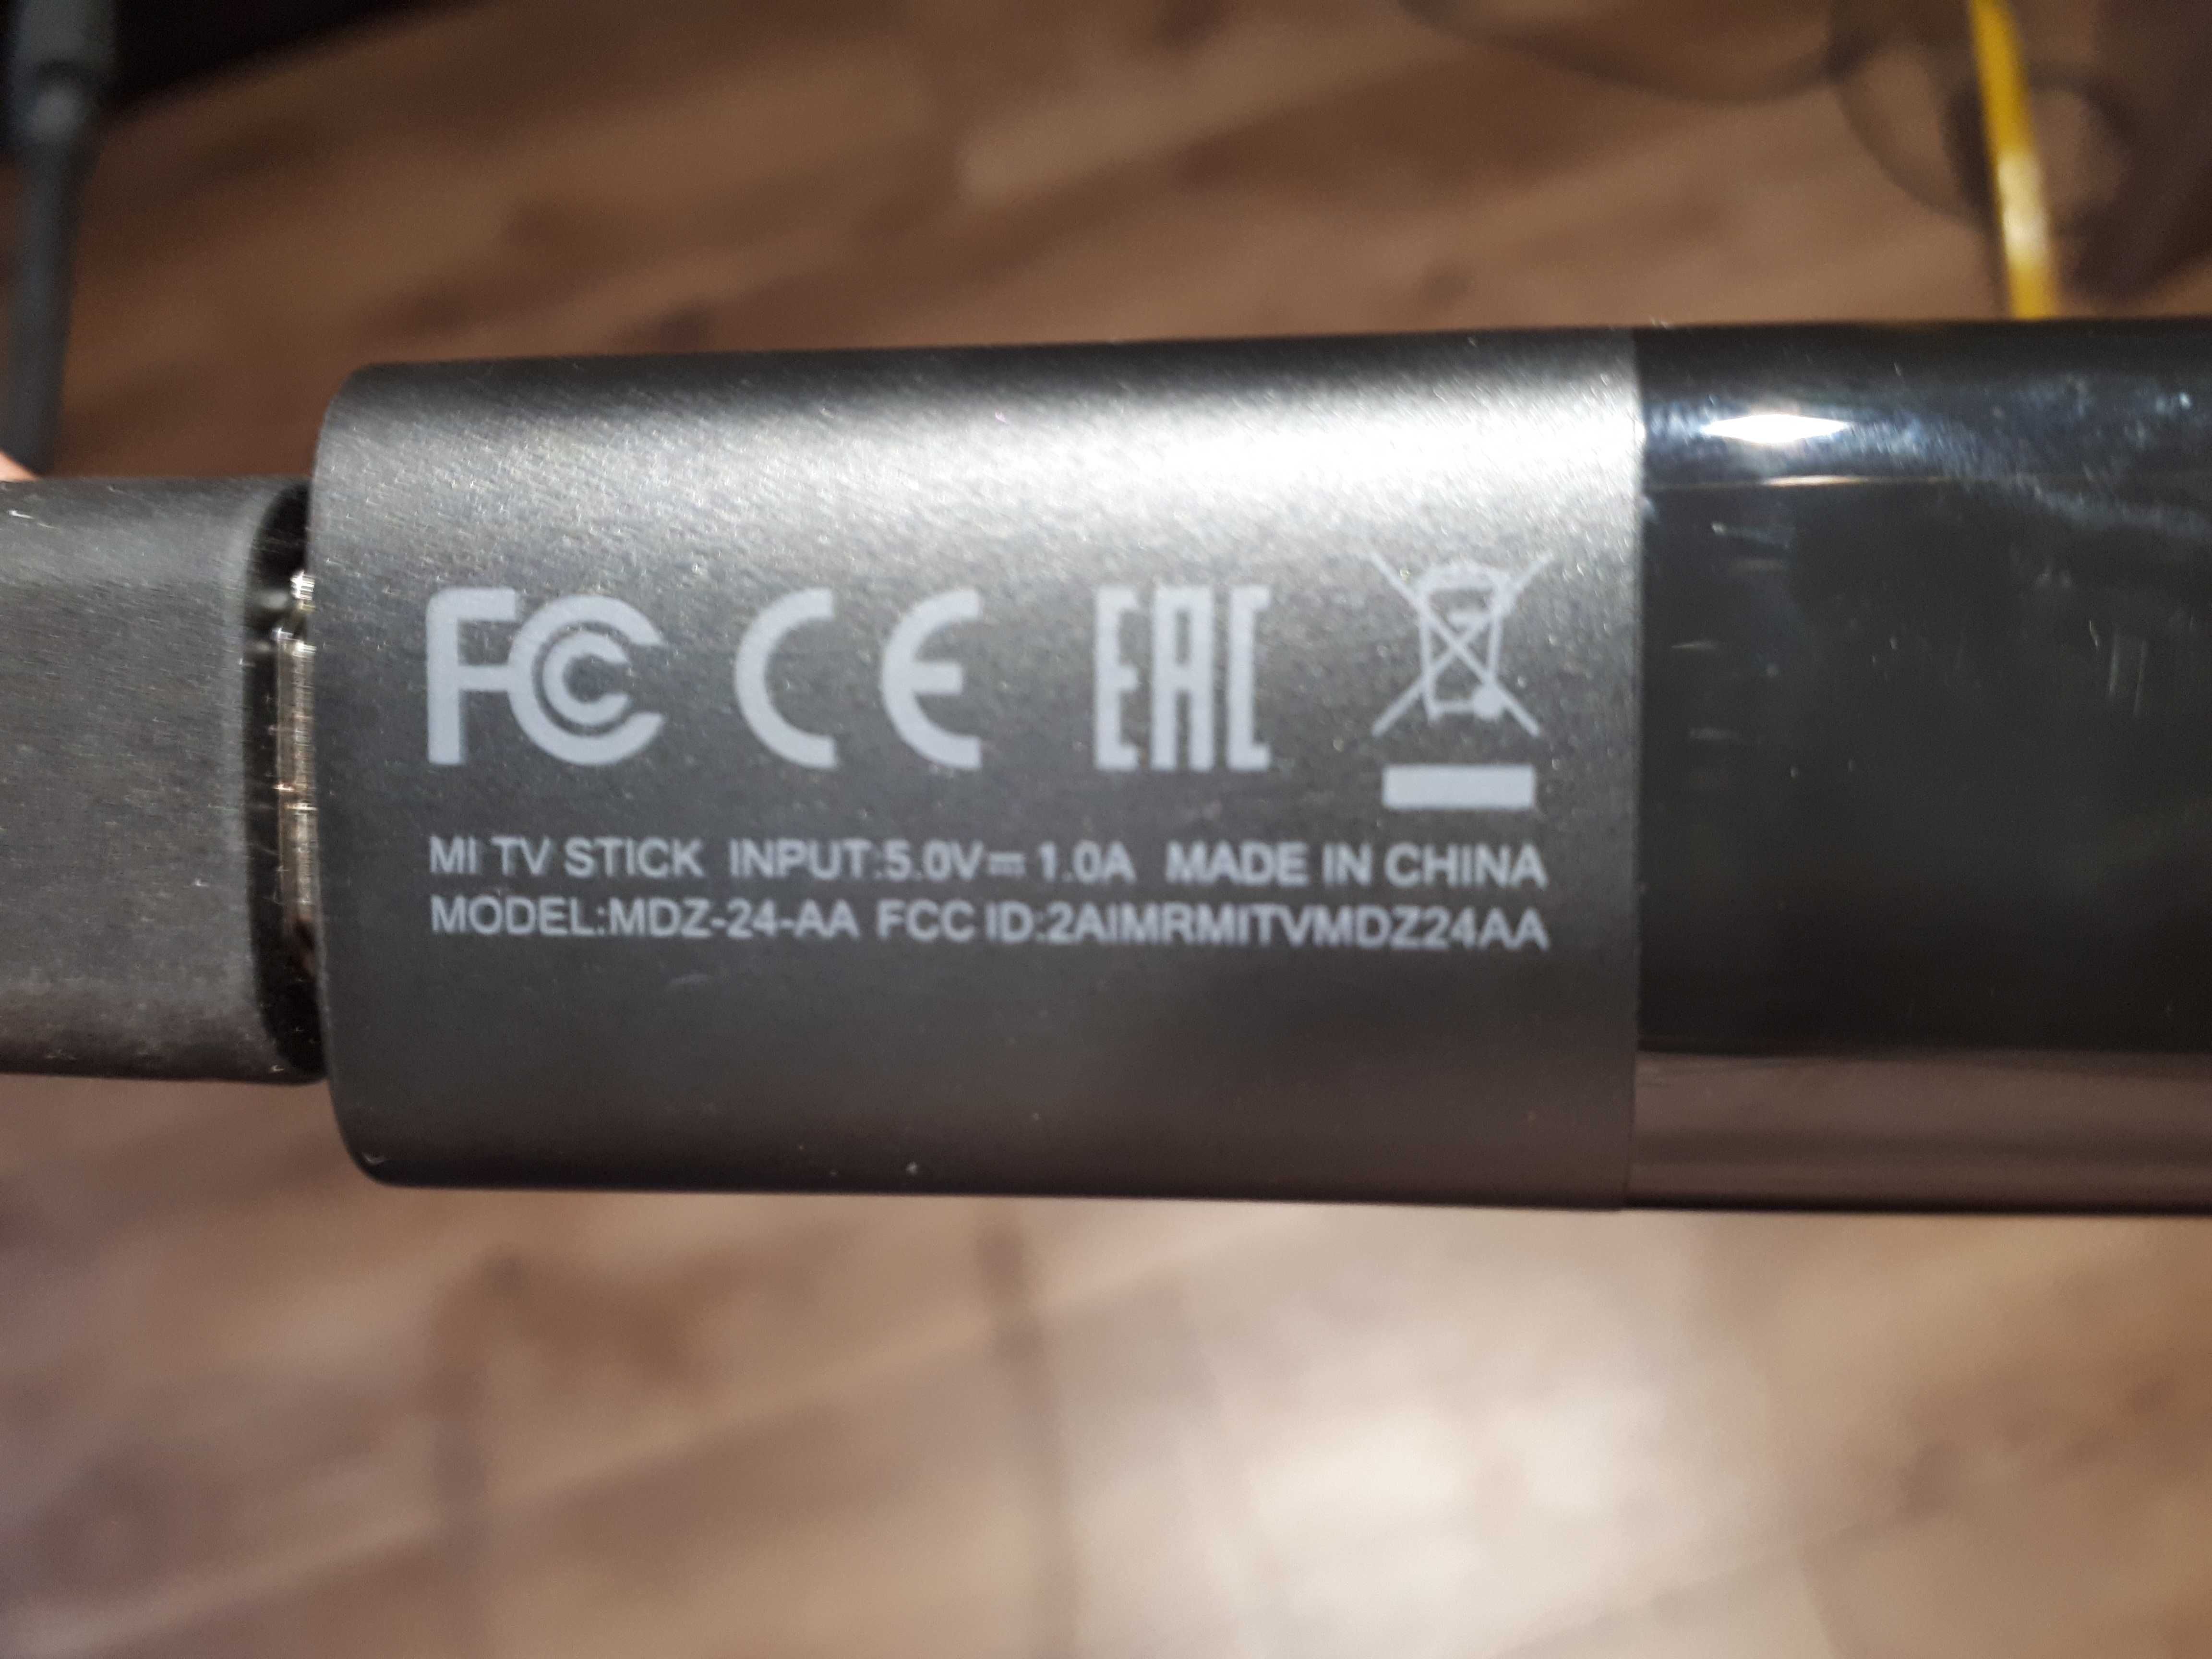 FC CE EAC
MI TV STICK INPUT:5.0V⎓1.0A MADE IN CHINA
MODEL:MDZ-24-AA FCC ID:2AIMRMITVMDZ24AA